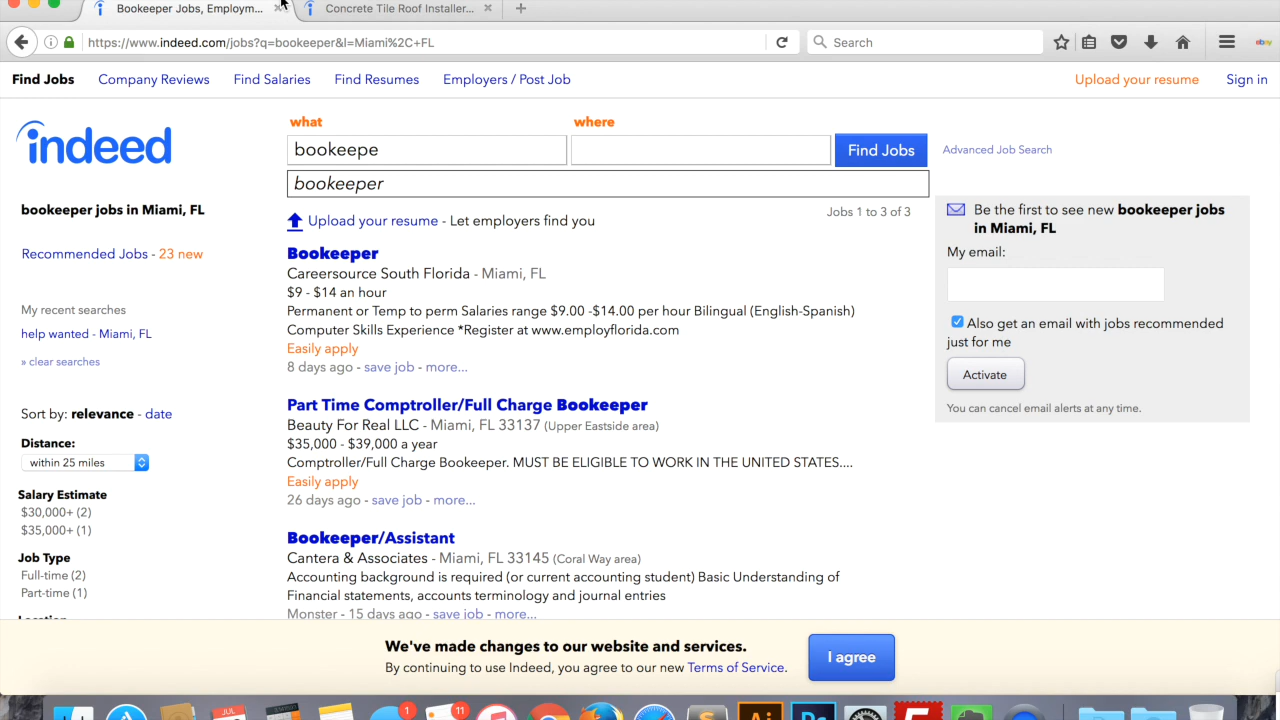 Bookeeper Jobs, Employm...
Concrete Tile Roof Installer...
https://www.indeed.com/jobs?q=bookeeper&l=Miami%2C+FL
Search
ebay
Find Jobs
Company Reviews
Find Salaries
Find Resumes
Employers / Post Job
Upload your resume
Sign in
indeed
what
where
bookeepe
Find Jobs
Advanced Job Search
bookeeper
bookeeper jobs in Miami, FL
Recommended Jobs - 23 new
My recent searches
help wanted - Miami, FL
» clear searches
Sort by: relevance - date
Distance:
within 25 miles
Salary Estimate
$30,000+ (2)
$35,000+ (1)
Job Type
Full-time (2)
Part-time (1)
Upload your resume - Let employers find you
Jobs 1 to 3 of 3
Bookeeper
Careersource South Florida - Miami, FL
$9 - $14 an hour
Permanent or Temp to perm Salaries range $9.00 -$14.00 per hour Bilingual (English-Spanish)
Computer Skills Experience *Register at www.employflorida.com
Easily apply
8 days ago - save job - more...
Part Time Comptroller/Full Charge Bookeeper
Beauty For Real LLC - Miami, FL 33137 (Upper Eastside area)
$35,000 - $39,000 a year
Comptroller/Full Charge Bookeeper. MUST BE ELIGIBLE TO WORK IN THE UNITED STATES....
Easily apply
26 days ago - save job - more...
Bookeeper/Assistant
Cantera & Associates - Miami, FL 33145 (Coral Way area)
Accounting background is required (or current accounting student) Basic Understanding of
Financial statements, accounts terminology and journal entries
Monster - 15 days ago - save job - more...
Be the first to see new bookeeper jobs
in Miami, FL
My email:
Also get an email with jobs recommended
just for me
Activate
You can cancel email alerts at any time.
We've made changes to our website and services.
By continuing to use Indeed, you agree to our new Terms of Service.
I agree
JUL
1
11
Ai
Ps